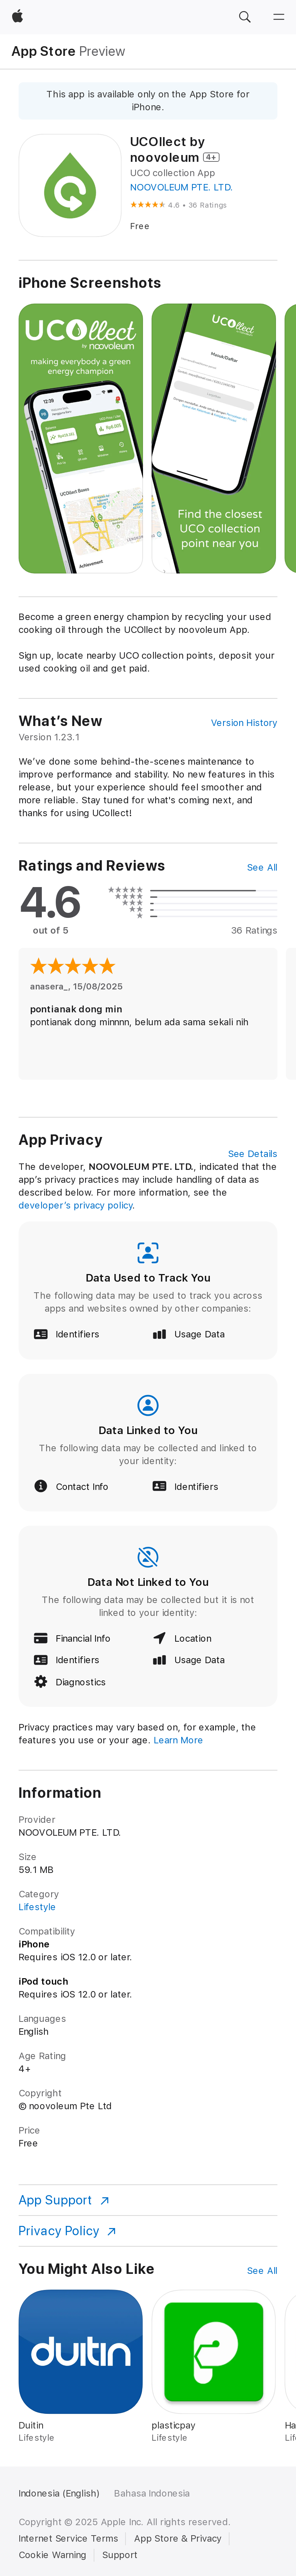 App Store Preview
This app is available only on the App Store for
iPhone.
UCOllect by
noovoleum 4+
UCO collection App
NOOVOLEUM PTE. LTD.
★★★★★ 4.6 • 36 Ratings
Free
iPhone Screenshots
UCOllect
by noovoleum
making everybody a green
energy champion
12:39
UCOllect Boxes
Achievement
UCOllect
by noovoleum
Masuk/Daftar
Find the closest
UCO collection
point near you
Become a green energy champion by recycling your used
cooking oil through the UCOllect by noovoleum App.
Sign up, locate nearby UCO collection points, deposit your
used cooking oil and get paid.
What's New
Version History
Version 1.23.1
We've done some behind-the-scenes maintenance to
improve performance and stability. No new features in this
release, but your experience should feel smoother and
more reliable. Stay tuned for what's coming next, and
thanks for using UCollect!
Ratings and Reviews
See All
4.6
out of 5
36 Ratings
★★★★★
anasera_, 15/08/2025
pontianak dong min
pontianak dong minnnn, belum ada sama sekali nih
App Privacy
See Details
The developer, NOOVOLEUM PTE. LTD., indicated that the
app's privacy practices may include handling of data as
described below. For more information, see the
developer's privacy policy.
Data Used to Track You
The following data may be used to track you across
apps and websites owned by other companies:
Identifiers
Usage Data
Data Linked to You
The following data may be collected and linked to
your identity:
Contact Info
Identifiers
Data Not Linked to You
The following data may be collected but it is not
linked to your identity:
Financial Info
Location
Identifiers
Usage Data
Diagnostics
Privacy practices may vary based on, for example, the
features you use or your age. Learn More
Information
Provider
NOOVOLEUM PTE. LTD.
Size
59.1 MB
Category
Lifestyle
Compatibility
iPhone
Requires iOS 12.0 or later.
iPod touch
Requires iOS 12.0 or later.
Languages
English
Age Rating
4+
Copyright
© noovoleum Pte Ltd
Price
Free
App Support
Privacy Policy
You Might Also Like
See All
duitin
Duitin
Lifestyle
plasticpay
Lifestyle
Ha
Life
Indonesia (English)
Bahasa Indonesia
Copyright © 2025 Apple Inc. All rights reserved.
Internet Service Terms
App Store & Privacy
Cookie Warning
Support